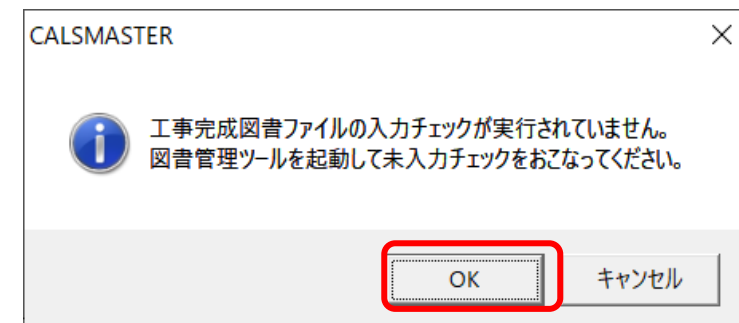 CALSMASTER
工事完成図書ファイルの入力チェックが実行されていません。
図書管理ツールを起動して未入力チェックをおこなってください。
OK
キャンセル